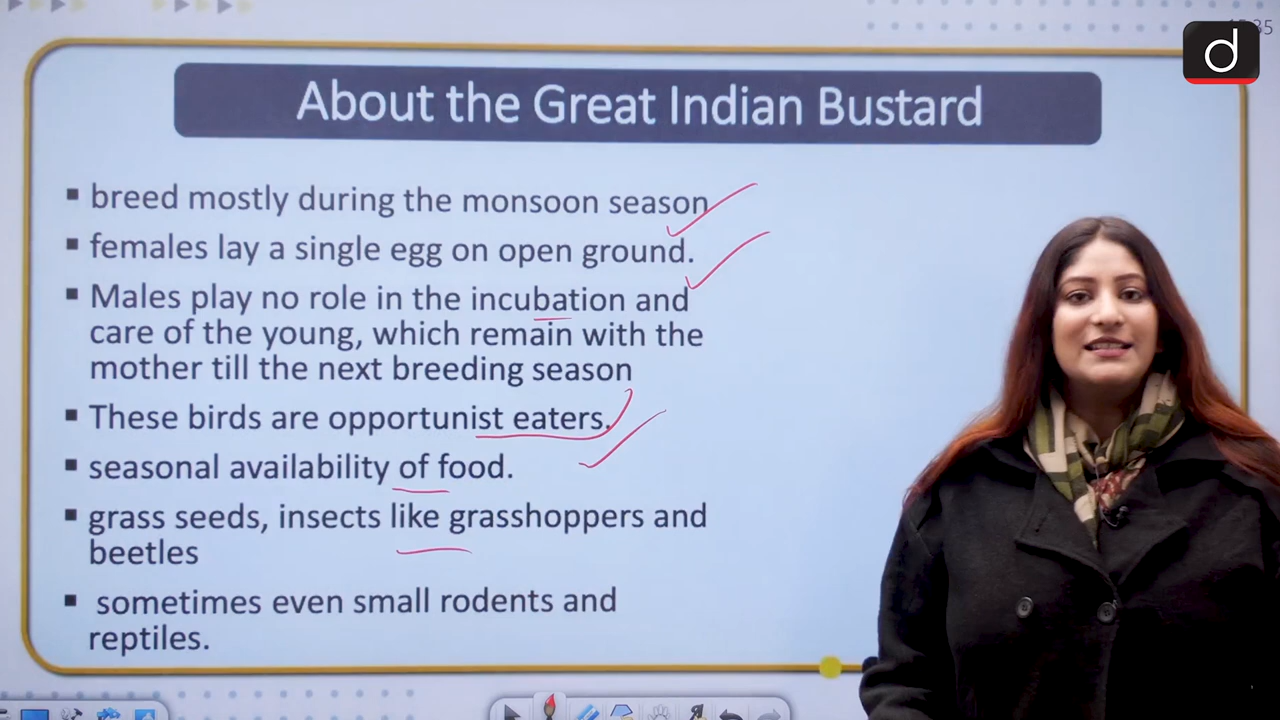 About the Great Indian Bustard
▪ breed mostly during the monsoon season
▪ females lay a single egg on open ground.
▪ Males play no role in the incubation and
care of the young, which remain with the
mother till the next breeding season
▪ These birds are opportunist eaters.
▪ seasonal availability of food.
▪ grass seeds, insects like grasshoppers and
beetles
▪ sometimes even small rodents and
reptiles.
d